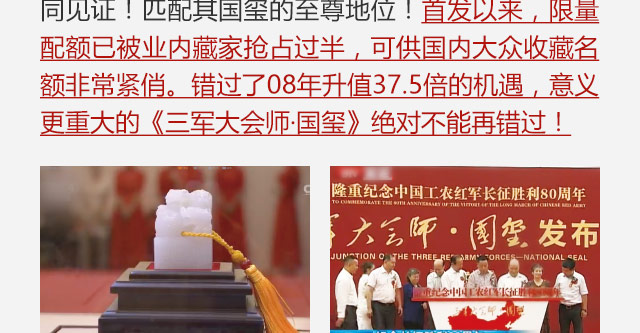 同见证！匹配其国玺的至尊地位！首发以来，限量
配额已被业内藏家抢占过半，可供国内大众收藏名
额非常紧俏。错过了08年升值37.5倍的机遇，意义
更重大的《三军大会师·国玺》绝对不能再错过！
隆重纪念中国工农红军长征胜利80周年
TO COMMEMORATE THE 80TH ANNIVERSARY OF THE VICTORY OF THE LONG MARCH OF CHINESE RED ARMY
军大会师·国玺发布
JUNCTION OF THE THREE RED ARMY FORCES—NATIONAL SEAL
隆重纪念中国工农红军长征胜利80周年